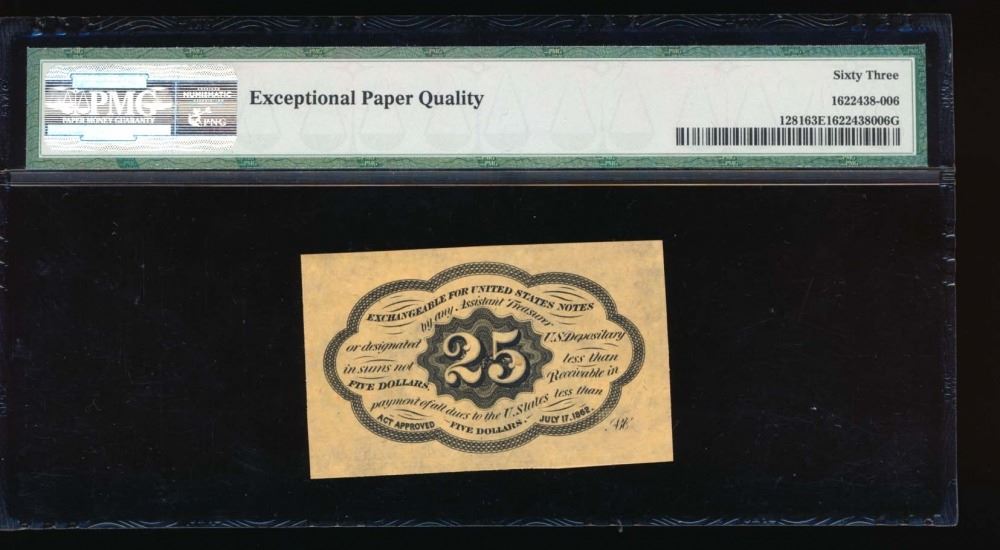 PMG
PAPER MONEY GUARANTY
NUMISMATIC
PNG
Exceptional Paper Quality
Sixty Three
1622438-006
128163E1622438006G
EXCHANGEABLE FOR UNITED STATES NOTES
by any Assistant Treasurer
or designated U.S. Depositary
in sums not less than
25
FIVE DOLLARS. Receivable in
payment of all dues to the U. States less than
FIVE DOLLARS.
ACT APPROVED JULY 17, 1862.